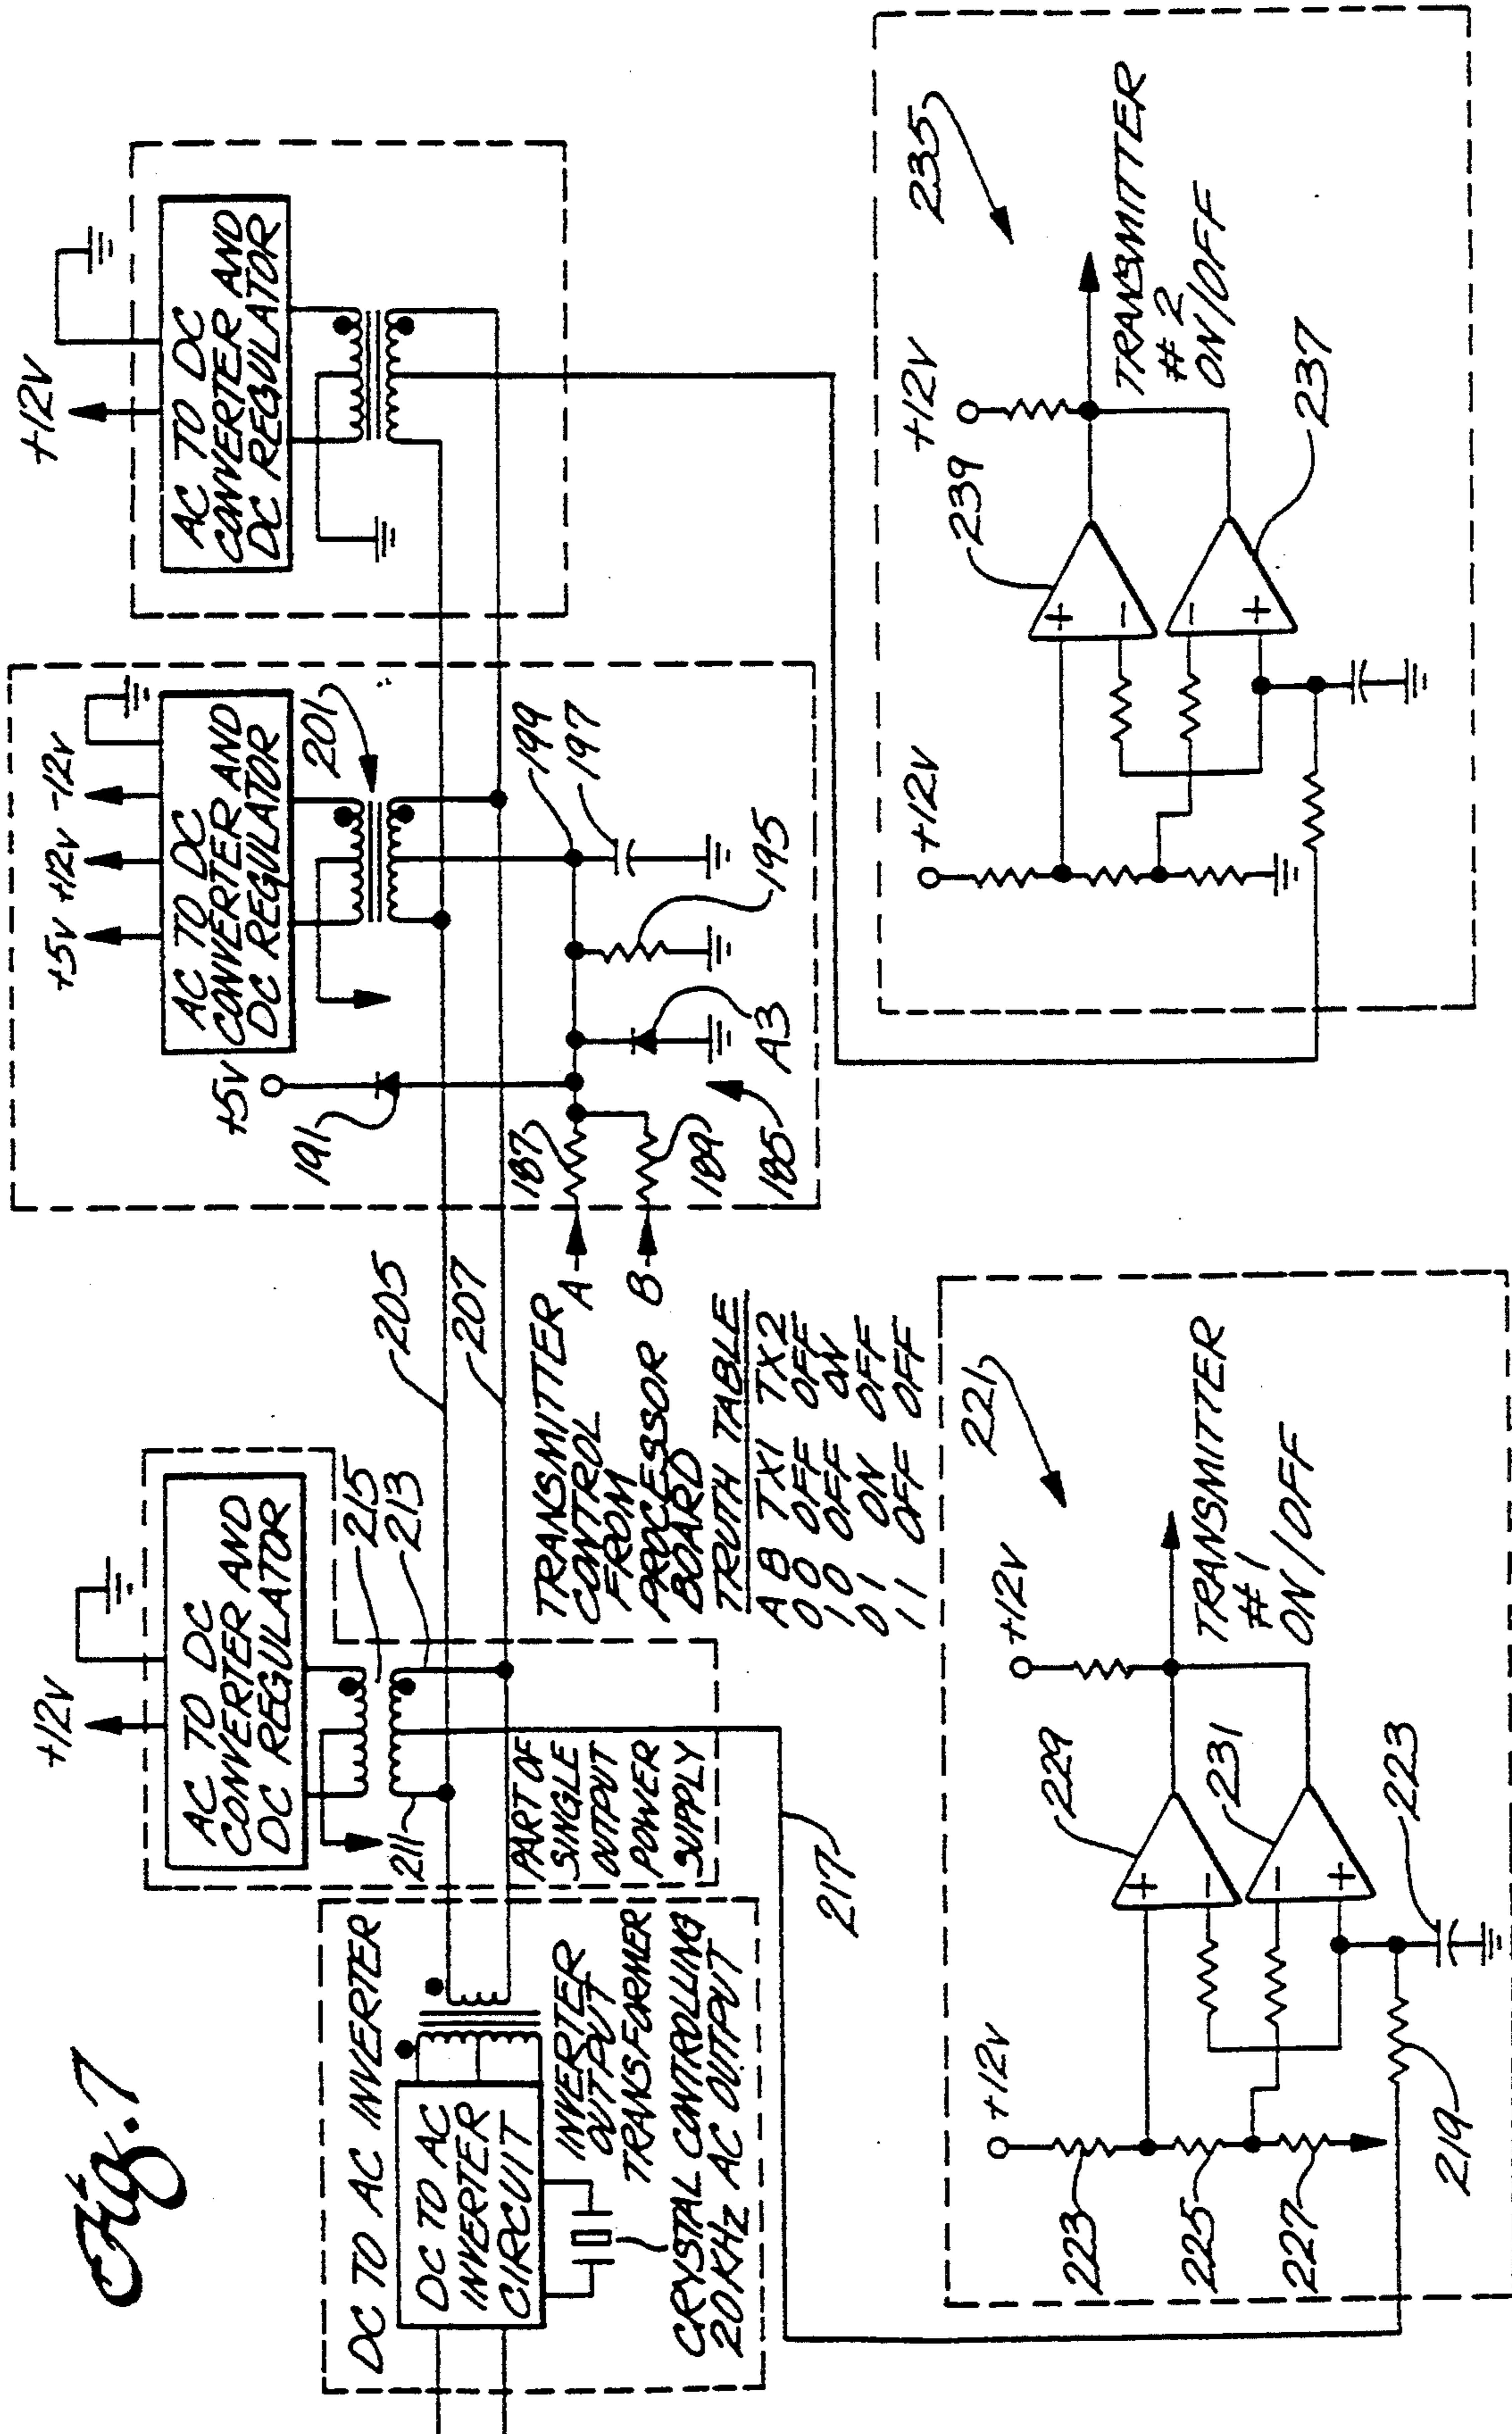 Fig. 7
DC TO AC INVERTER
DC TO AC
INVERTER
CIRCUIT
INVERTER
OUTPUT
TRANSFORMER
CRYSTAL CONTROLLING
20KHz AC OUTPUT
+12V
AC TO DC
CONVERTER AND
DC REGULATOR
215
213
211
PART OF
SINGLE
OUTPUT
POWER
SUPPLY
217
205
207
TRANSMITTER
CONTROL
FROM
PROCESSOR
BOARD
A
B
TRUTH TABLE
A B TX1 TX2
0 0 OFF OFF
1 0 OFF ON
0 1 ON OFF
1 1 OFF OFF
+5V +12V -12V
AC TO DC
CONVERTER AND
DC REGULATOR
201
+5V
191
187
189
185
A3
195
197
199
+12V
AC TO DC
CONVERTER AND
DC REGULATOR
+12V
+12V
223
225
227
219
229
231
223
221
+
-
-
+
TRANSMITTER
#1
ON/OFF
+12V
+12V
239
237
235
+
-
-
+
TRANSMITTER
#2
ON/OFF